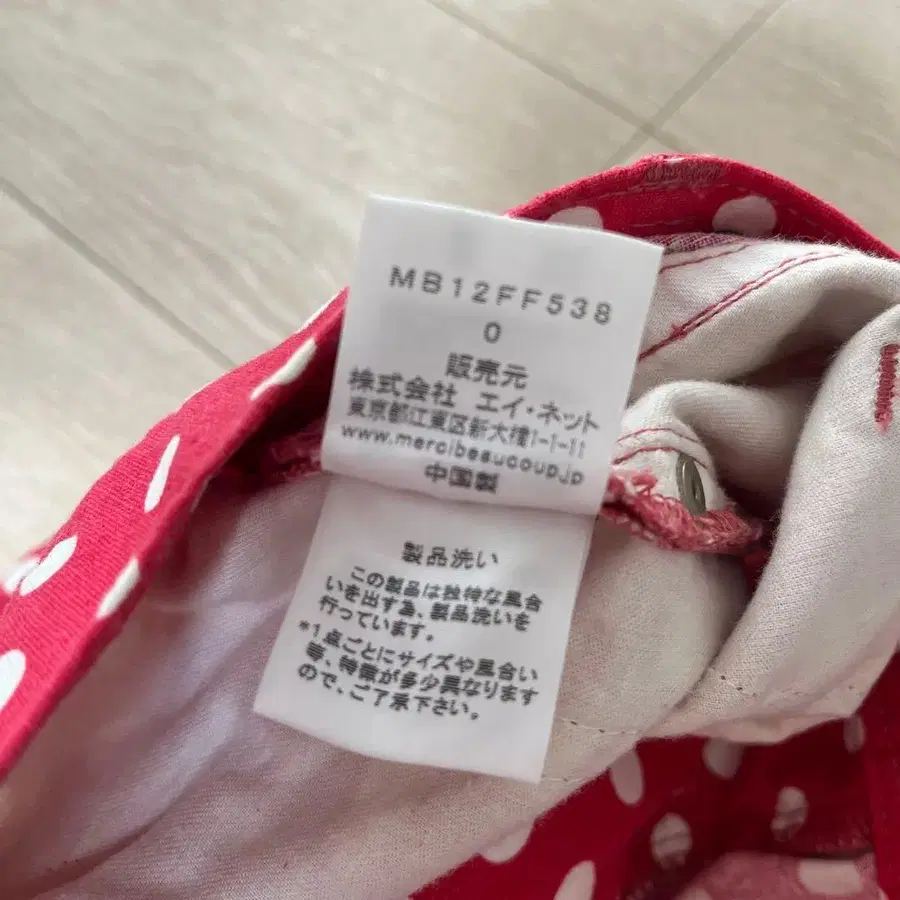 MB12FF538
0
販売元
株式会社 エイ・ネット
東京都江東区新大橋1-1-11
www.mercibeaucoup.jp
中国製
製品洗い
この製品は独特な風合
いを出す為、製品洗いを
行っています。
*1点ごとにサイズや風合い
等、特徴が多少異なります
ので、ご了承下さい。